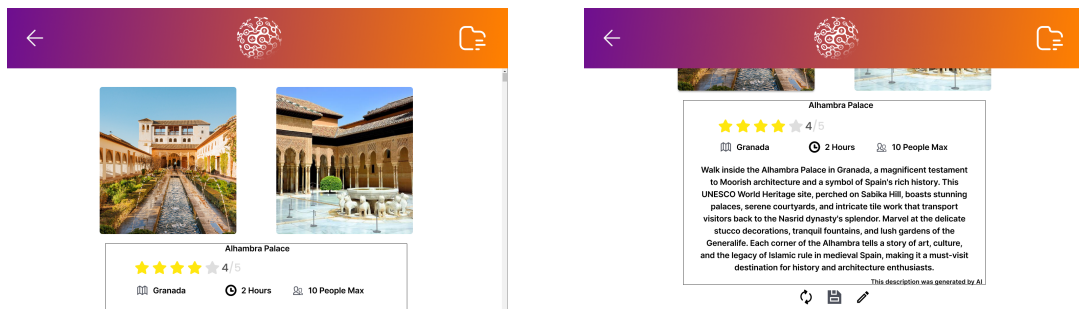 Alhambra Palace
4/5
Granada 2 Hours 10 People Max
Alhambra Palace
4/5
Granada 2 Hours 10 People Max
Walk inside the Alhambra Palace in Granada, a magnificent testament
to Moorish architecture and a symbol of Spain's rich history. This
UNESCO World Heritage site, perched on Sabika Hill, boasts stunning
palaces, serene courtyards, and intricate tile work that transport
visitors back to the Nasrid dynasty's splendor. Marvel at the delicate
stucco decorations, tranquil fountains, and lush gardens of the
Generalife. Each corner of the Alhambra tells a story of art, culture,
and the legacy of Islamic rule in medieval Spain, making it a must-visit
destination for history and architecture enthusiasts.
This description was generated by AI